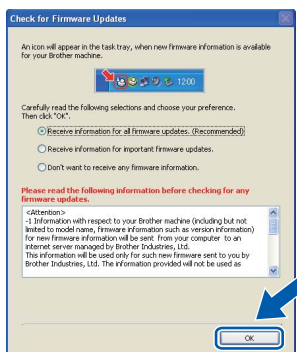 Check for Firmware Updates
An icon will appear in the task tray, when new firmware information is available
for your Brother machine.
12:00
Carefully read the following selections and choose your preference.
Then click "OK".
Receive information for all firmware updates. (Recommended)
Receive information for important firmware updates.
Don't want to receive any firmware information.
Please read the following information before checking for any
firmware updates.
<Attention>
-1 Information with respect to your Brother machine (including but not
limited to model name, firmware information such as version information)
for new firmware information will be sent from your computer to an
internet server managed by Brother Industries, Ltd.
This information will be used only for such new firmware sent to you by
Brother Industries, Ltd. The information provided will not be used as
OK